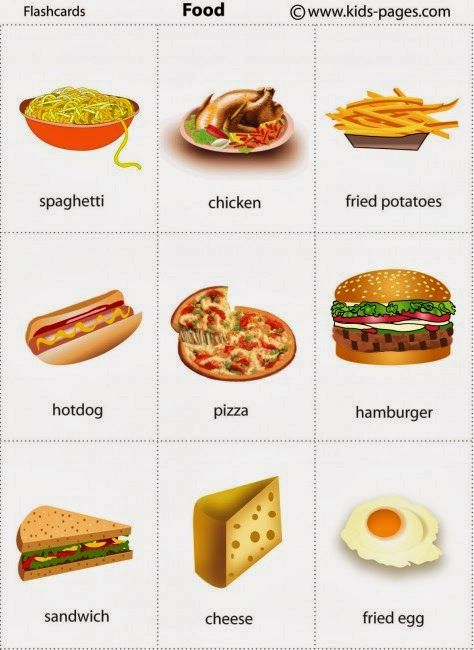 Flashcards Food © www.kids-pages.com
spaghetti chicken fried potatoes
hotdog pizza hamburger
sandwich cheese fried egg